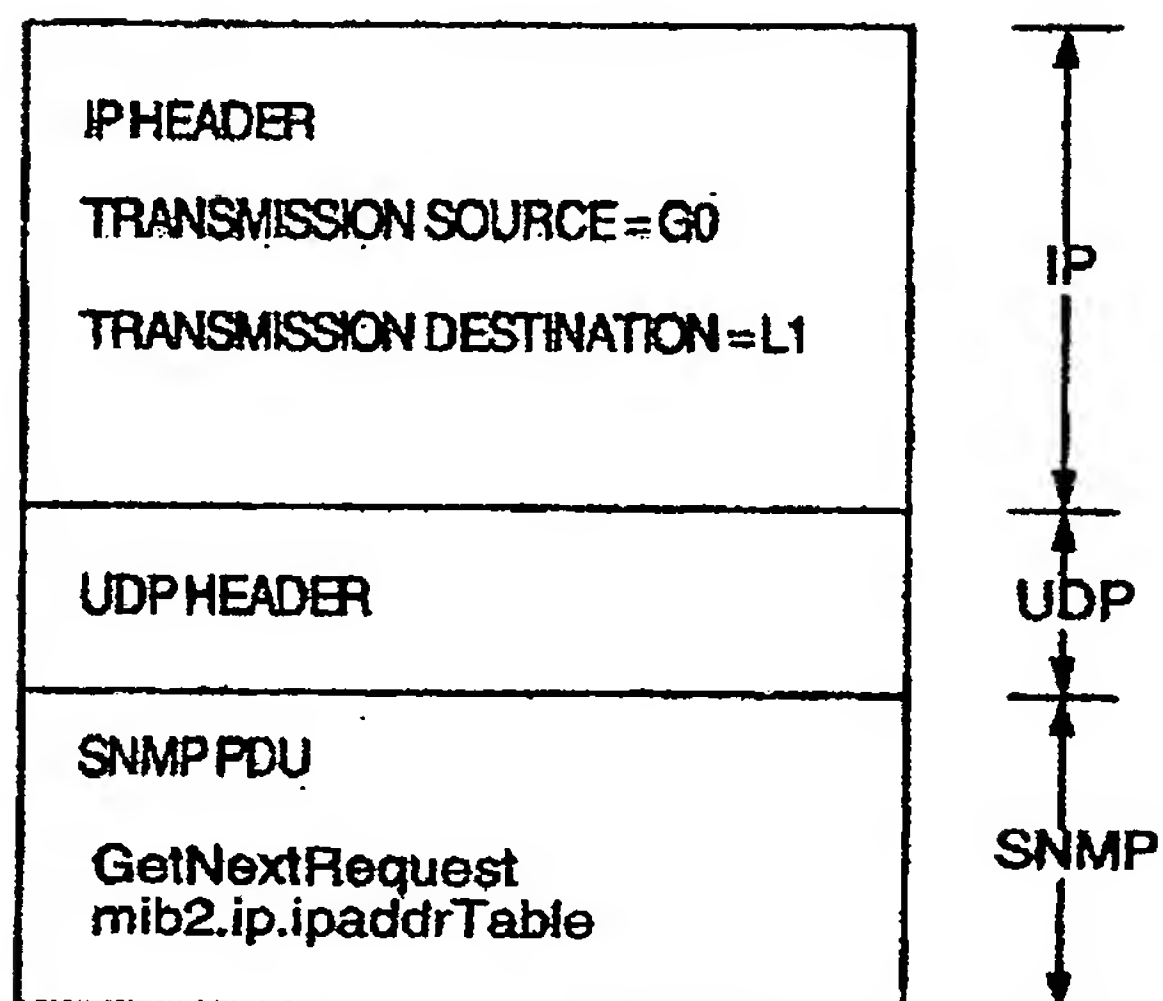 IP HEADER
TRANSMISSION SOURCE = G0
TRANSMISSION DESTINATION = L1
IP
UDP HEADER
UDP
SNMP PDU
GetNextRequest
mib2.ip.ipaddrTable
SNMP